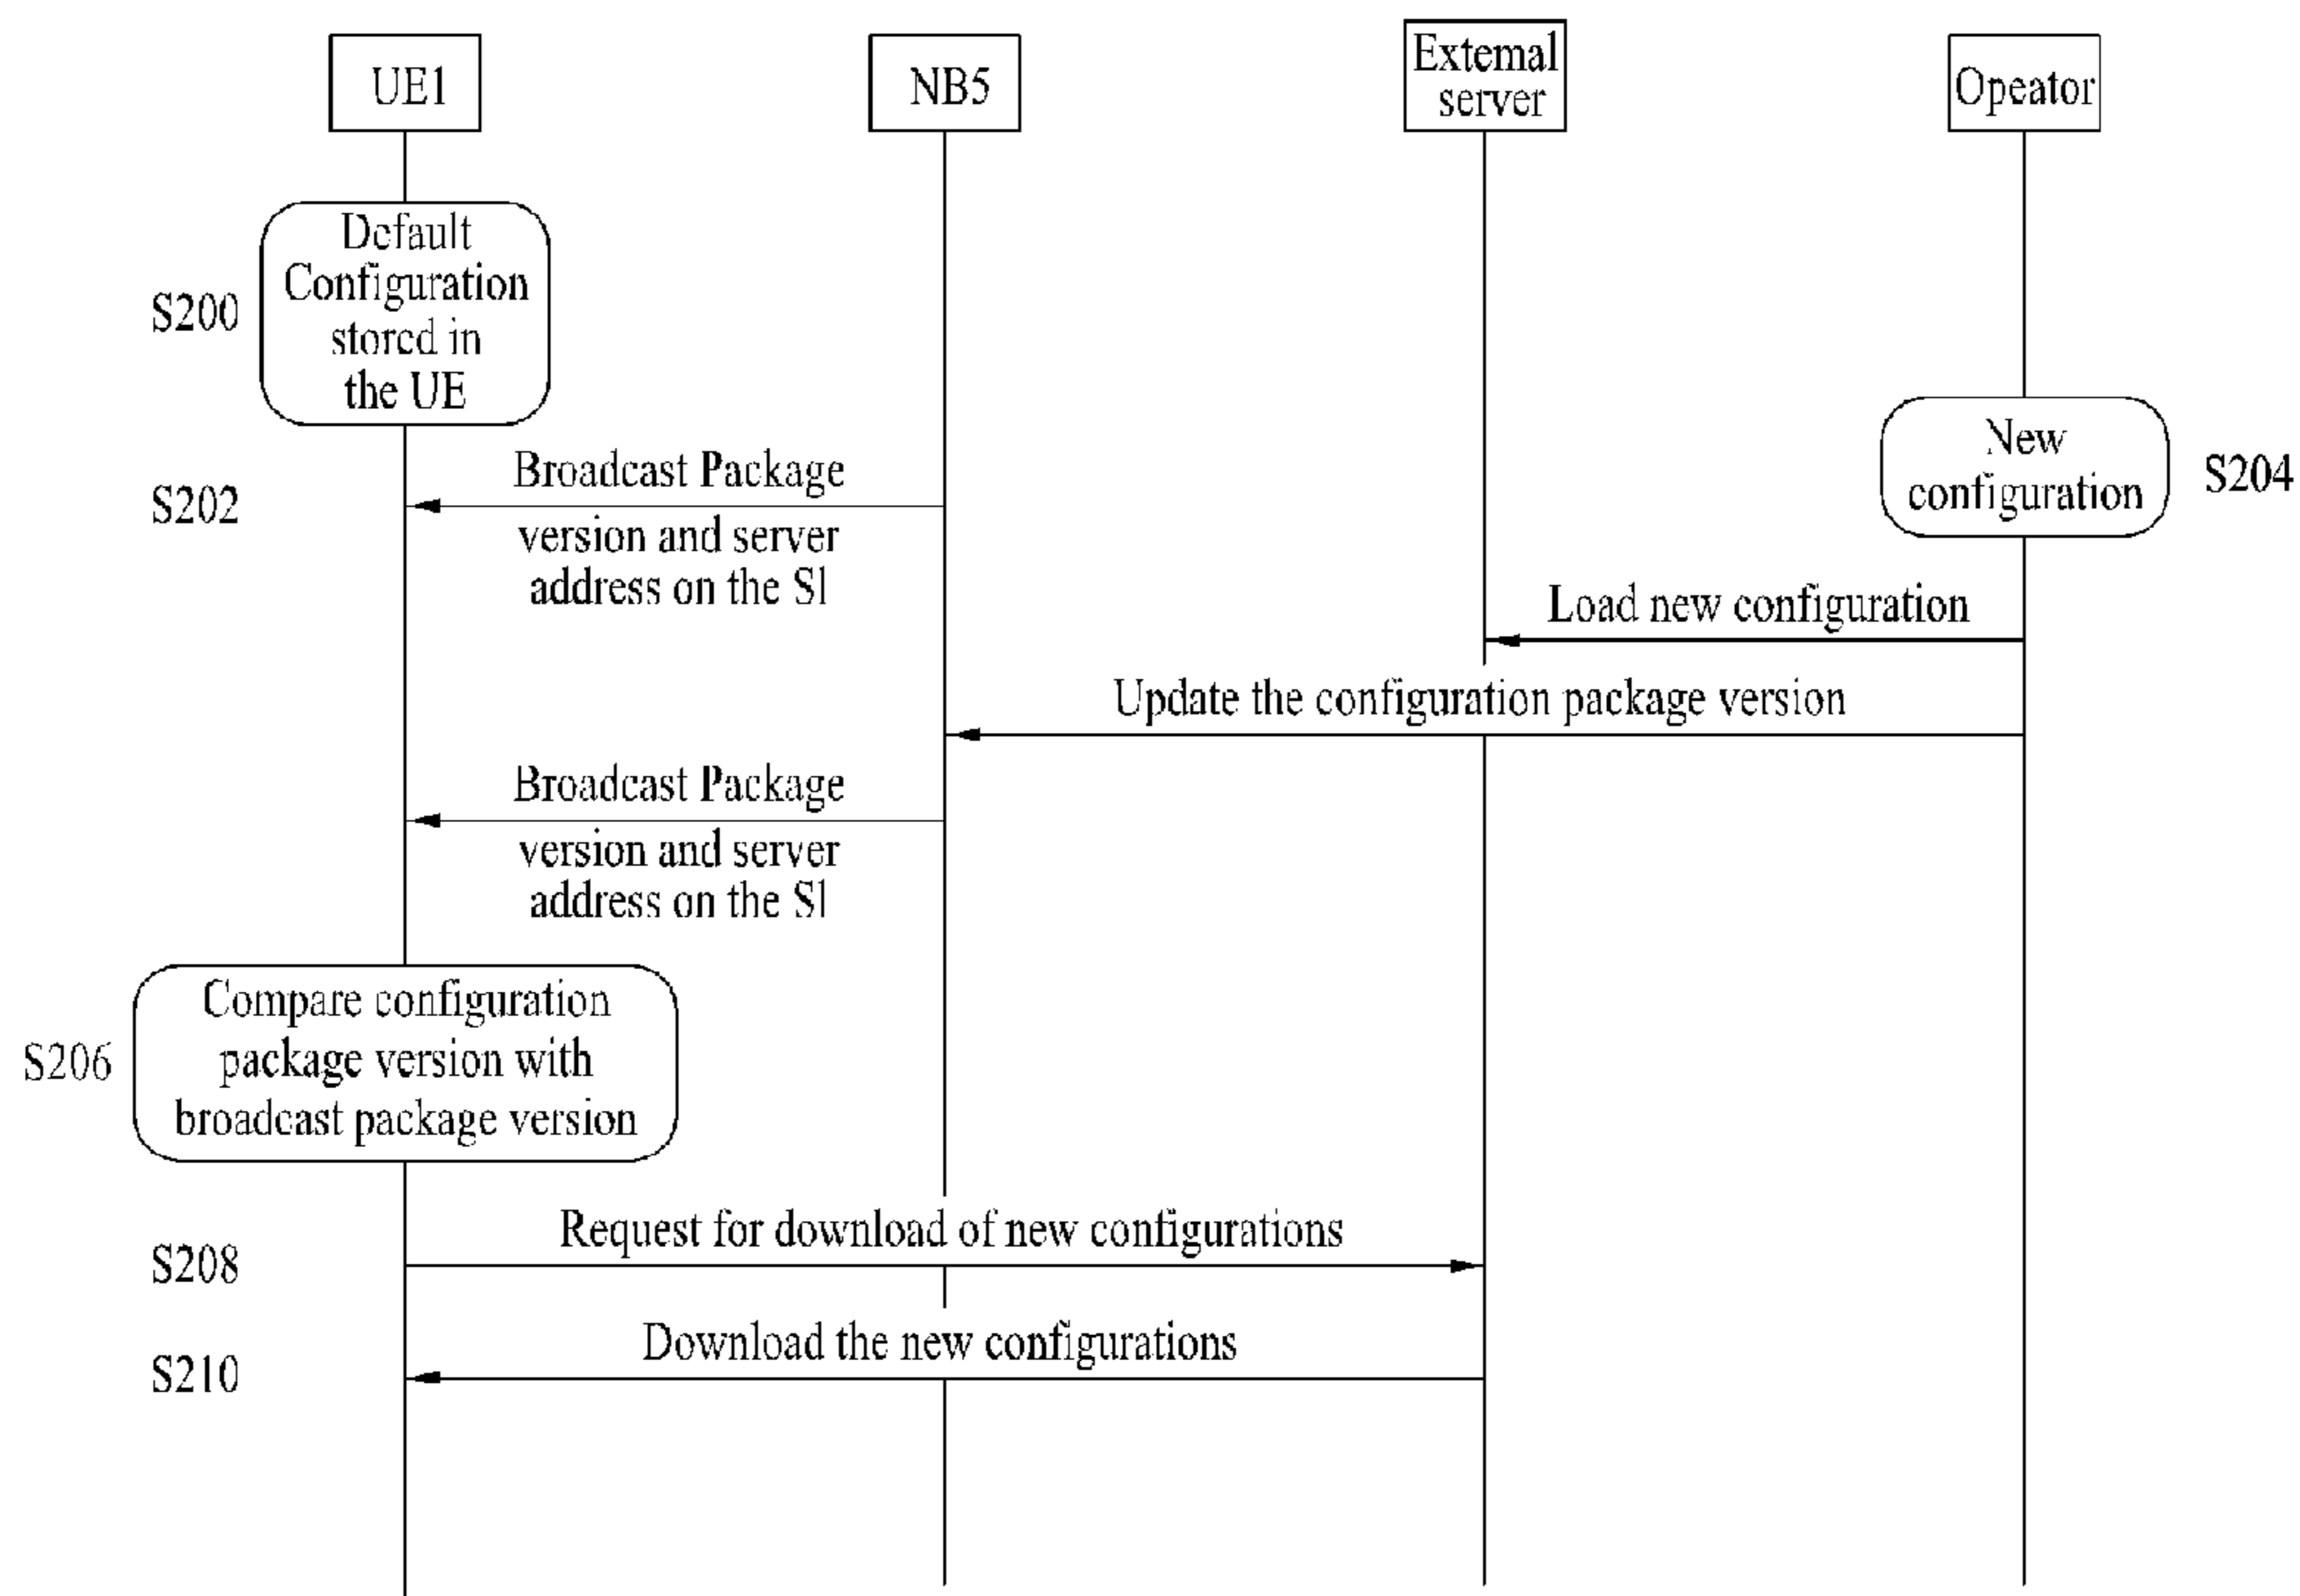 UE1
NB5
External
server
Opeator
Default
Configuration
stored in
the UE
S200
New
configuration
S204
S202
Broadcast Package
version and server
address on the SI
Load new configuration
Update the configuration package version
Broadcast Package
version and server
address on the SI
S206
Compare configuration
package version with
broadcast package version
Request for download of new configurations
S208
Download the new configurations
S210